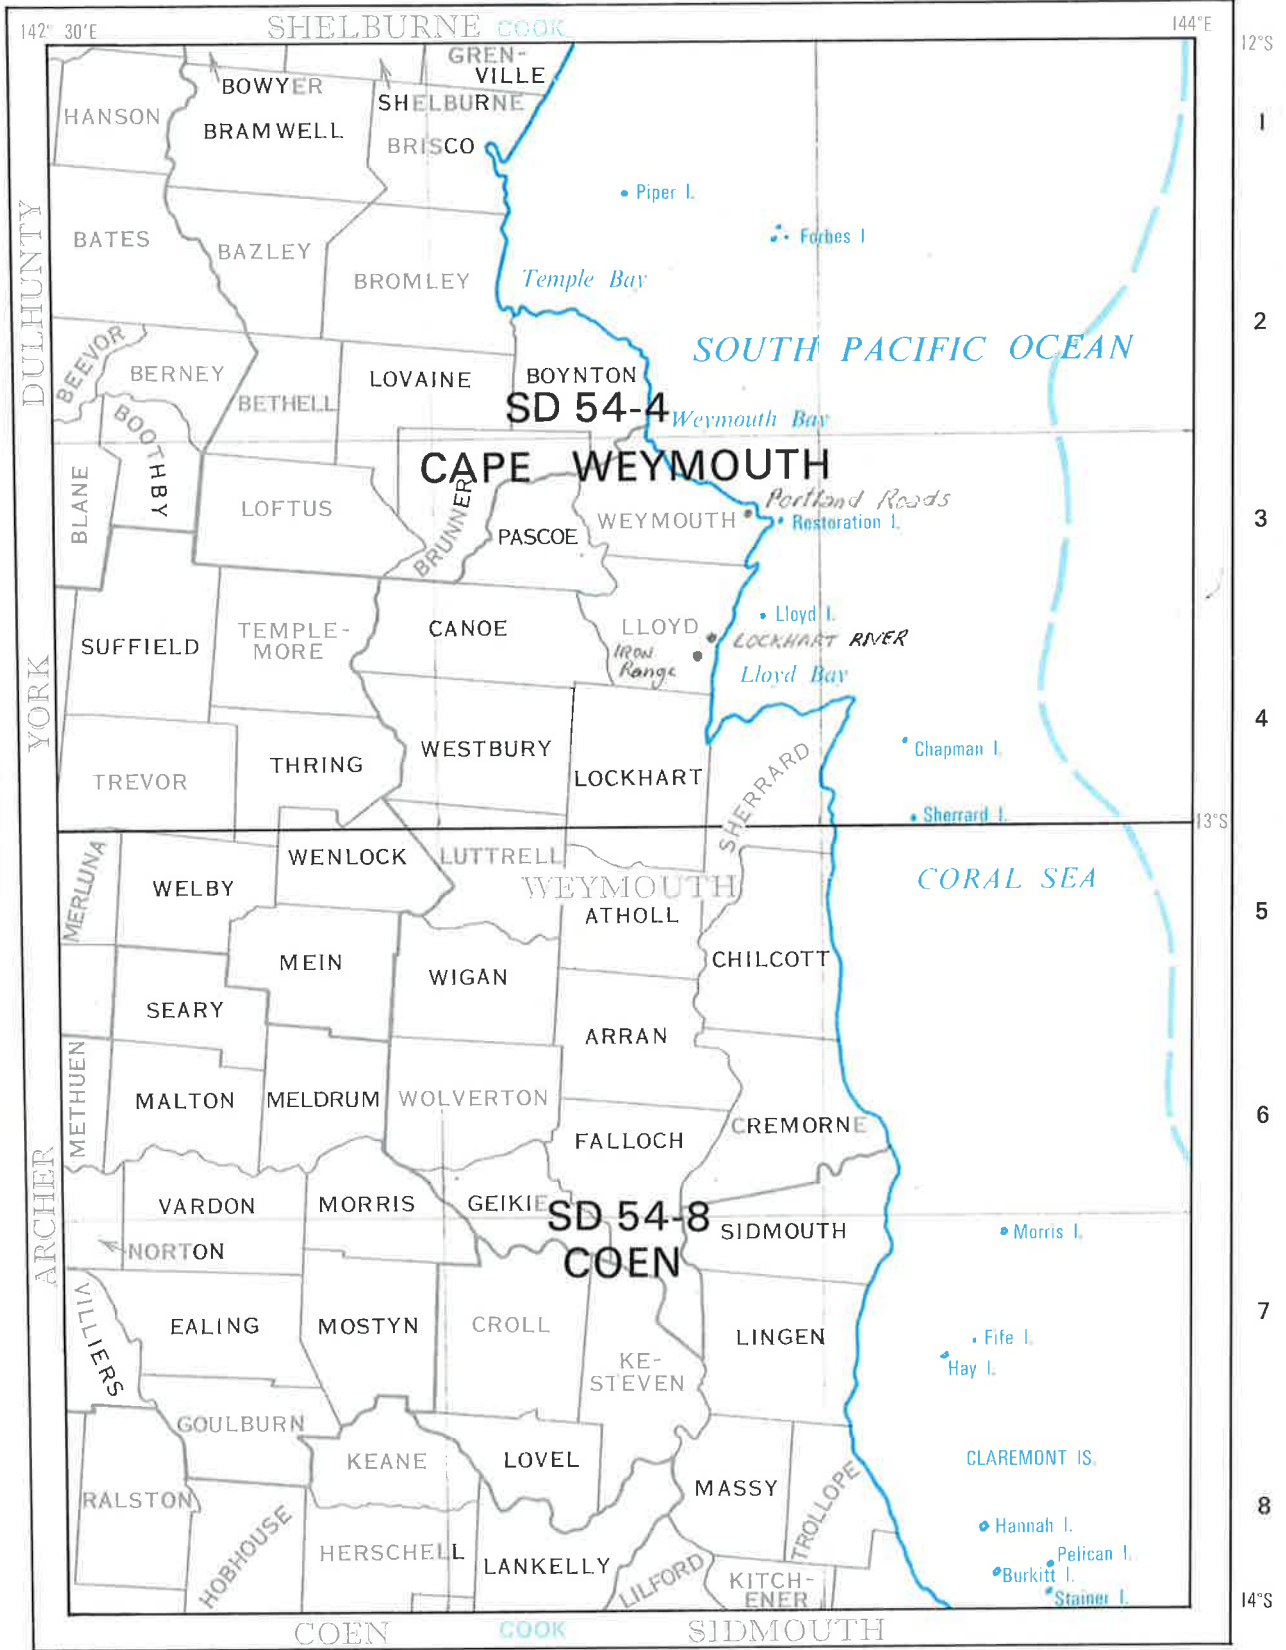 SHELBURNE COOK
142° 30'E
144°E
12°S
GREN-
VILLE
BOWYER
SHELBURNE
HANSON
BRAMWELL
BRISCO
1
Piper I.
Forbes I
BATES
BAZLEY
BROMLEY
Temple Bay
DULHUNTY
2
SOUTH PACIFIC OCEAN
BEEVOR
BERNEY
BETHELL
LOVAINE
BOYNTON
SD 54-4
Weymouth Bay
BOOTHBY
CAPE WEYMOUTH
BLANE
LOFTUS
BRUNNER
PASCOE
WEYMOUTH
Portland Roads
Restoration I.
3
SUFFIELD
TEMPLE-
MORE
CANOE
LLOYD
Lloyd I.
LOCKHART RIVER
IRON
Range
Lloyd Bay
YORK
4
TREVOR
THRING
WESTBURY
LOCKHART
SHERRARD
Chapman I.
Sherrard I.
13°S
MERLUNA
WELBY
WENLOCK
LUTTRELL
WEYMOUTH
CORAL SEA
ATHOLL
5
MEIN
WIGAN
CHILCOTT
SEARY
ARRAN
METHUEN
MALTON
MELDRUM
WOLVERTON
FALLOCH
CREMORNE
6
ARCHER
VARDON
MORRIS
GEIKIE
SD 54-8
SIDMOUTH
Morris I.
NORTON
COEN
VILLIERS
EALING
MOSTYN
CROLL
KE-
STEVEN
LINGEN
7
Fife I.
Hay I.
GOULBURN
KEANE
LOVEL
CLAREMONT IS.
RALSTON
MASSY
TROLLOPE
8
HOBHOUSE
HERSCHELL
LANKELLY
LILFORD
KITCH-
ENER
Hannah I.
Pelican I.
Burkitt I.
Stainer I.
14°S
COEN COOK SIDMOUTH